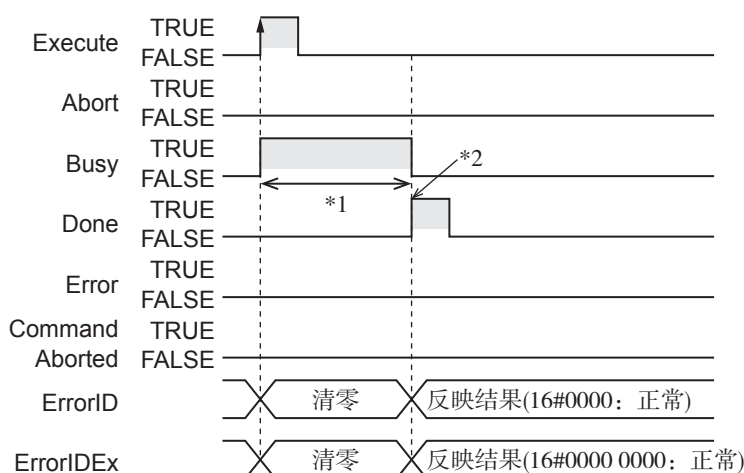 Execute TRUE
FALSE
Abort TRUE
FALSE
Busy TRUE
FALSE
*1
*2
Done TRUE
FALSE
Error TRUE
FALSE
Command TRUE
Aborted FALSE
ErrorID 清零 反映结果(16#0000：正常)
ErrorIDEx 清零 反映结果(16#0000 0000：正常)